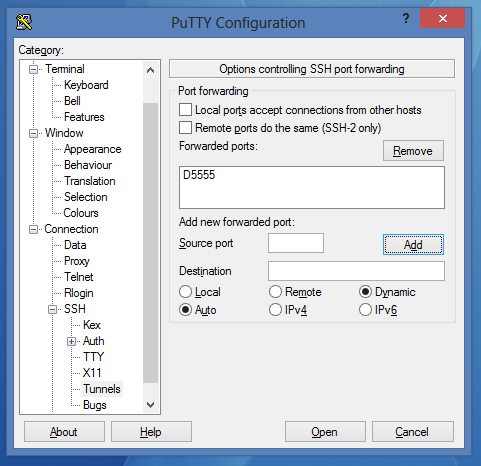 PuTTY Configuration
?
Category:
Terminal
Keyboard
Bell
Features
Window
Appearance
Behaviour
Translation
Selection
Colours
Connection
Data
Proxy
Telnet
Rlogin
SSH
Kex
Auth
TTY
X11
Tunnels
Bugs
Options controlling SSH port forwarding
Port forwarding
Local ports accept connections from other hosts
Remote ports do the same (SSH-2 only)
Forwarded ports:
Remove
D5555
Add new forwarded port:
Source port
Add
Destination
Local Remote Dynamic
Auto IPv4 IPv6
About Help Open Cancel